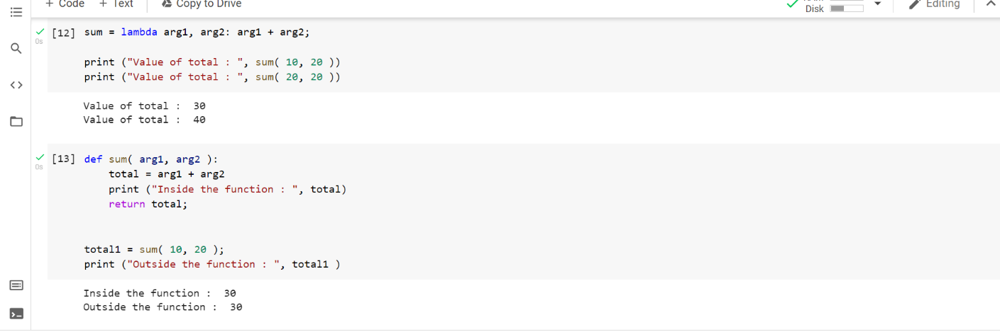 + Code + Text Copy to Drive
Disk
Editing
[12] sum = lambda arg1, arg2: arg1 + arg2;
0s
print ("Value of total : ", sum( 10, 20 ))
print ("Value of total : ", sum( 20, 20 ))
Value of total :  30
Value of total :  40
[13] def sum( arg1, arg2 ):
0s
    total = arg1 + arg2
    print ("Inside the function : ", total)
    return total;
total1 = sum( 10, 20 );
print ("Outside the function : ", total1 )
Inside the function :  30
Outside the function :  30